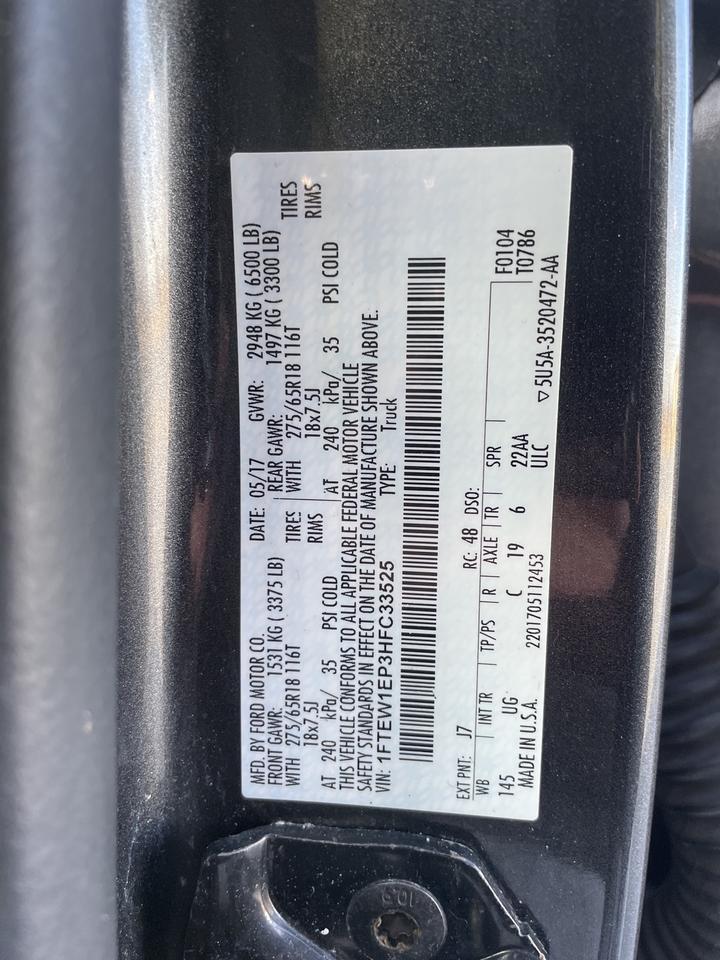 MFD. BY FORD MOTOR CO.
DATE: 05/17 GVWR: 2948 KG ( 6500 LB)
FRONT GAWR: 1531 KG ( 3375 LB) REAR GAWR: 1497 KG ( 3300 LB)
WITH 275/65R18 116T TIRES WITH 275/65R18 116T TIRES
18x7.5J RIMS 18x7.5J RIMS
AT 240 kPa/ 35 PSI COLD AT 240 kPa/ 35 PSI COLD
THIS VEHICLE CONFORMS TO ALL APPLICABLE FEDERAL MOTOR VEHICLE
SAFETY STANDARDS IN EFFECT ON THE DATE OF MANUFACTURE SHOWN ABOVE.
VIN: 1FTEW1EP3HFC33525 TYPE: Truck
EXT PNT: J7 RC: 48 DSO:
WB INT TR TP/PS R AXLE TR SPR F0104
145 UG C 19 6 22AA T0786
MADE IN U.S.A. 2201705112453 ULC
▽5U5A-3520472-AA
10.9